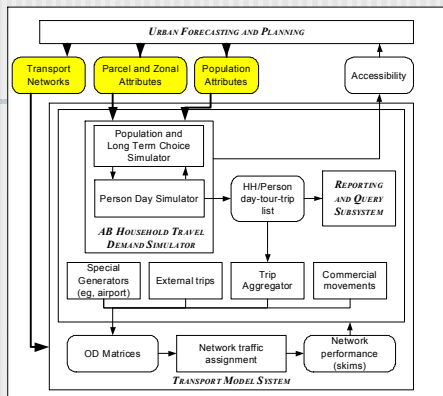 URBAN FORECASTING AND PLANNING
Transport
Networks
Parcel and Zonal
Attributes
Population
Attributes
Accessibility
Population and
Long Term Choice
Simulator
Person Day Simulator
HH/Person
day-tour-trip
list
REPORTING
AND QUERY
SUBSYSTEM
AB HOUSEHOLD TRAVEL
DEMAND SIMULATOR
Special
Generators
(eg, airport)
External trips
Trip
Aggregator
Commercial
movements
OD Matrices
Network traffic
assignment
Network
performance
(skims)
TRANSPORT MODEL SYSTEM